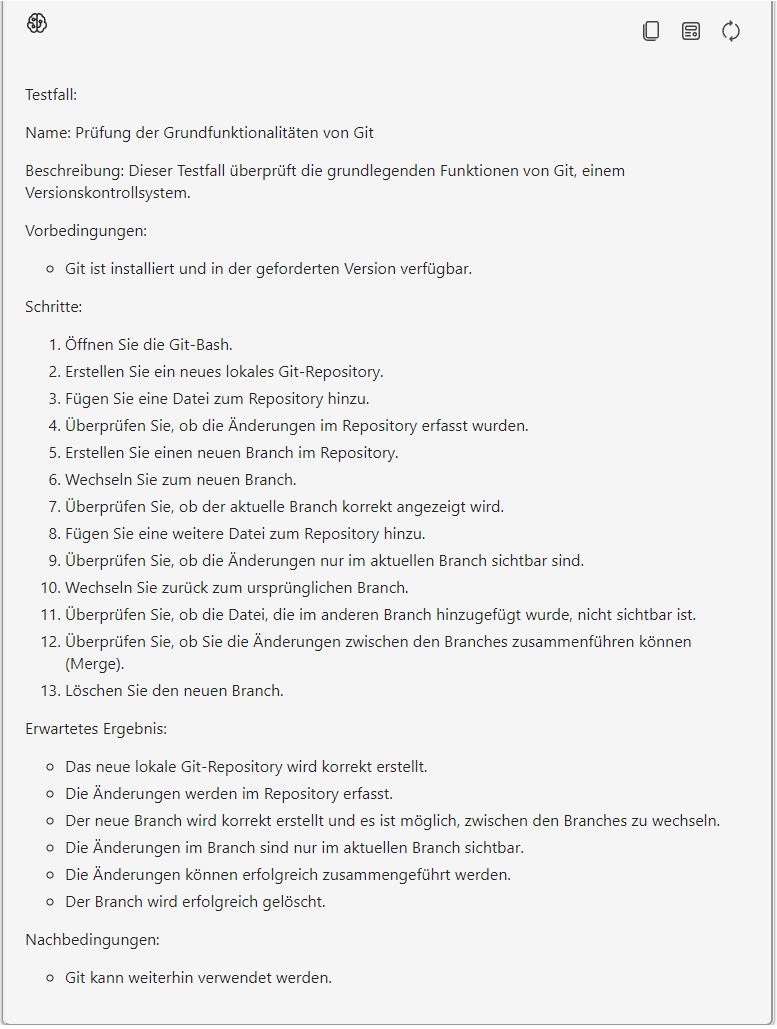 Testfall:
Name: Prüfung der Grundfunktionalitäten von Git
Beschreibung: Dieser Testfall überprüft die grundlegenden Funktionen von Git, einem
Versionskontrollsystem.
Vorbedingungen:
Git ist installiert und in der geforderten Version verfügbar.
Schritte:
1. Öffnen Sie die Git-Bash.
2. Erstellen Sie ein neues lokales Git-Repository.
3. Fügen Sie eine Datei zum Repository hinzu.
4. Überprüfen Sie, ob die Änderungen im Repository erfasst wurden.
5. Erstellen Sie einen neuen Branch im Repository.
6. Wechseln Sie zum neuen Branch.
7. Überprüfen Sie, ob der aktuelle Branch korrekt angezeigt wird.
8. Fügen Sie eine weitere Datei zum Repository hinzu.
9. Überprüfen Sie, ob die Änderungen nur im aktuellen Branch sichtbar sind.
10. Wechseln Sie zurück zum ursprünglichen Branch.
11. Überprüfen Sie, ob die Datei, die im anderen Branch hinzugefügt wurde, nicht sichtbar ist.
12. Überprüfen Sie, ob Sie die Änderungen zwischen den Branches zusammenführen können
(Merge).
13. Löschen Sie den neuen Branch.
Erwartetes Ergebnis:
Das neue lokale Git-Repository wird korrekt erstellt.
Die Änderungen werden im Repository erfasst.
Der neue Branch wird korrekt erstellt und es ist möglich, zwischen den Branches zu wechseln.
Die Änderungen im Branch sind nur im aktuellen Branch sichtbar.
Die Änderungen können erfolgreich zusammengeführt werden.
Der Branch wird erfolgreich gelöscht.
Nachbedingungen:
Git kann weiterhin verwendet werden.